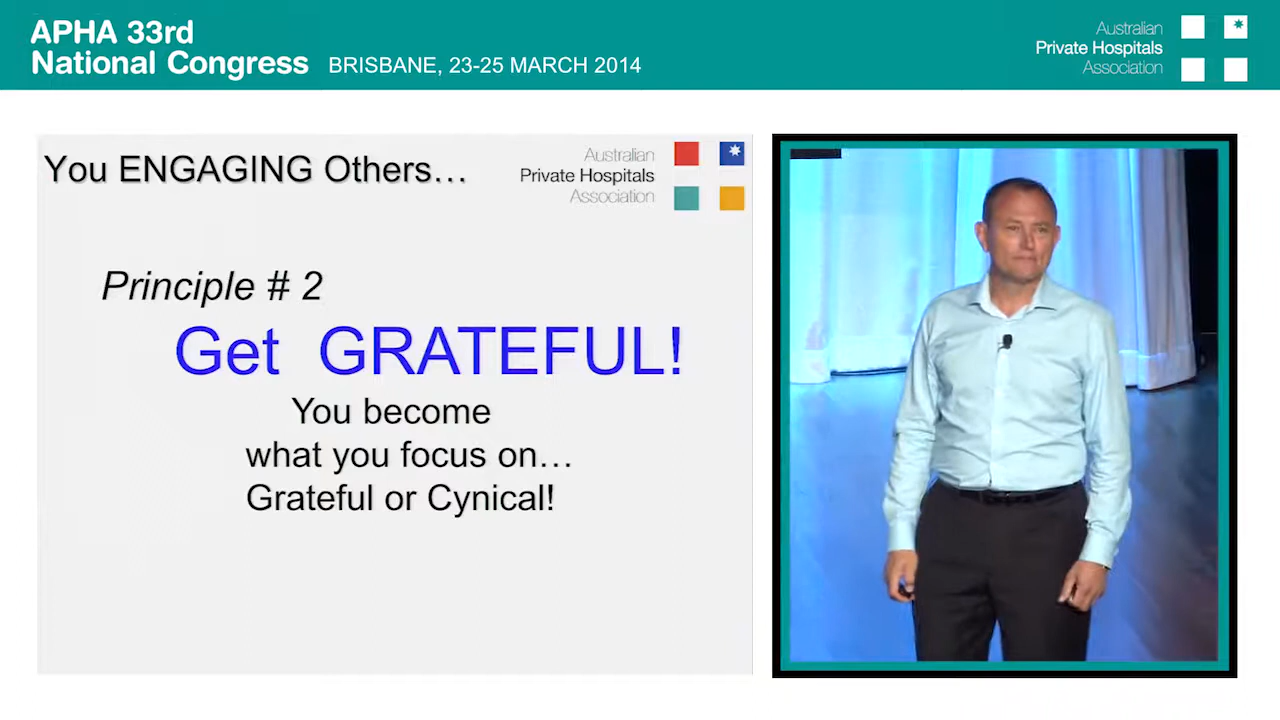 APHA 33rd
National Congress BRISBANE, 23-25 MARCH 2014
Australian
Private Hospitals
Association
You ENGAGING Others…
Australian
Private Hospitals
Association
Principle # 2
Get GRATEFUL!
You become
what you focus on…
Grateful or Cynical!